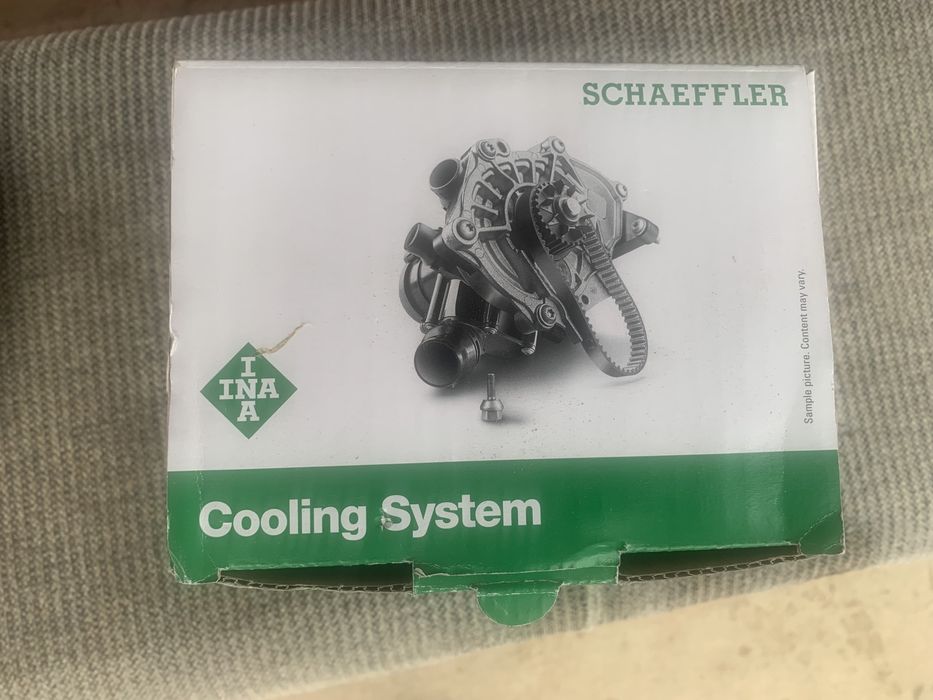 SCHAEFFLER
Sample picture. Content may vary.
I
INA
A
Cooling System